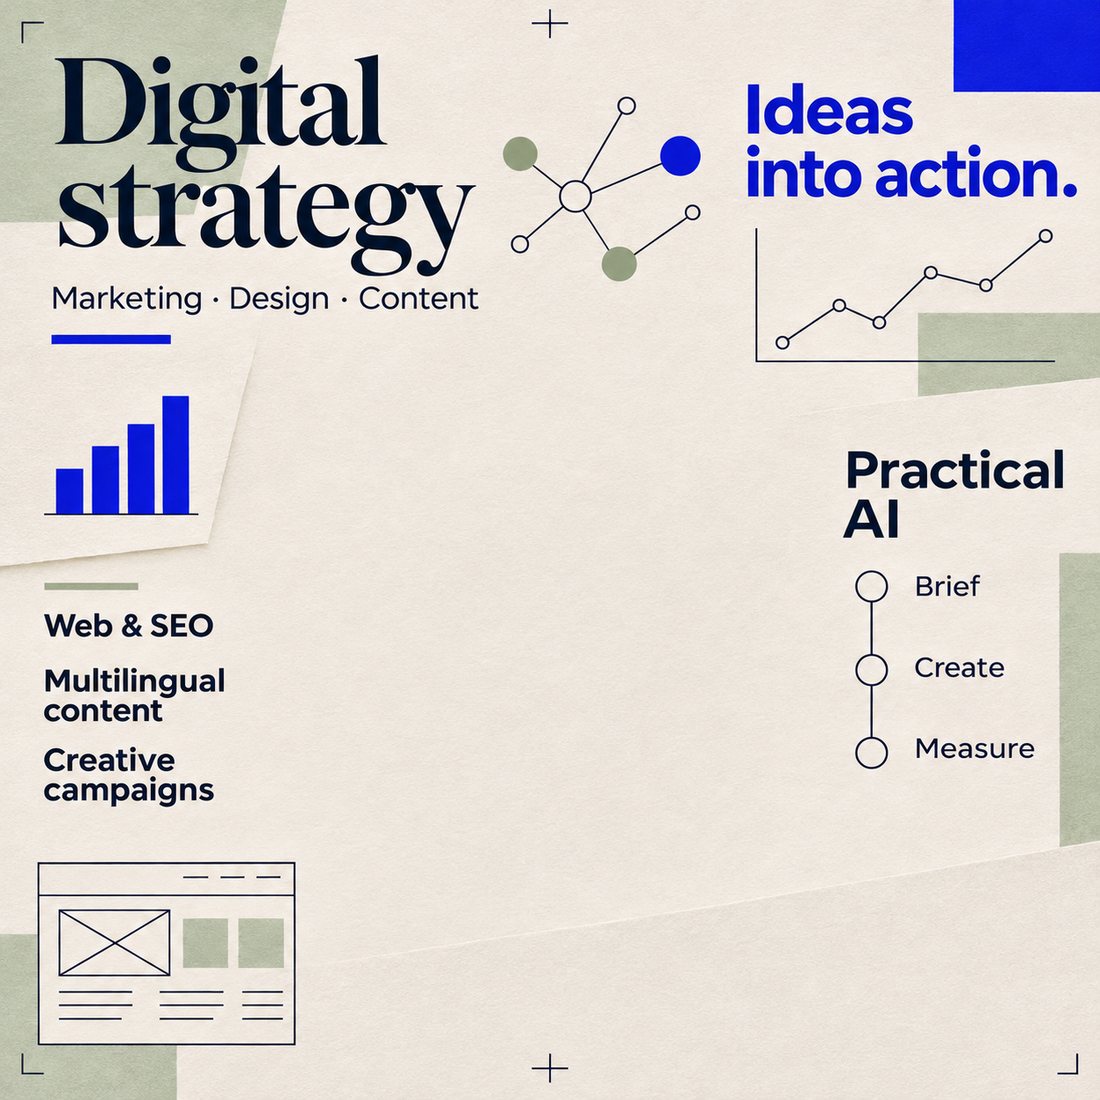 Digital
strategy
Marketing · Design · Content
Ideas
into action.
Practical
AI
Brief
Create
Measure
Web & SEO
Multilingual
content
Creative
campaigns